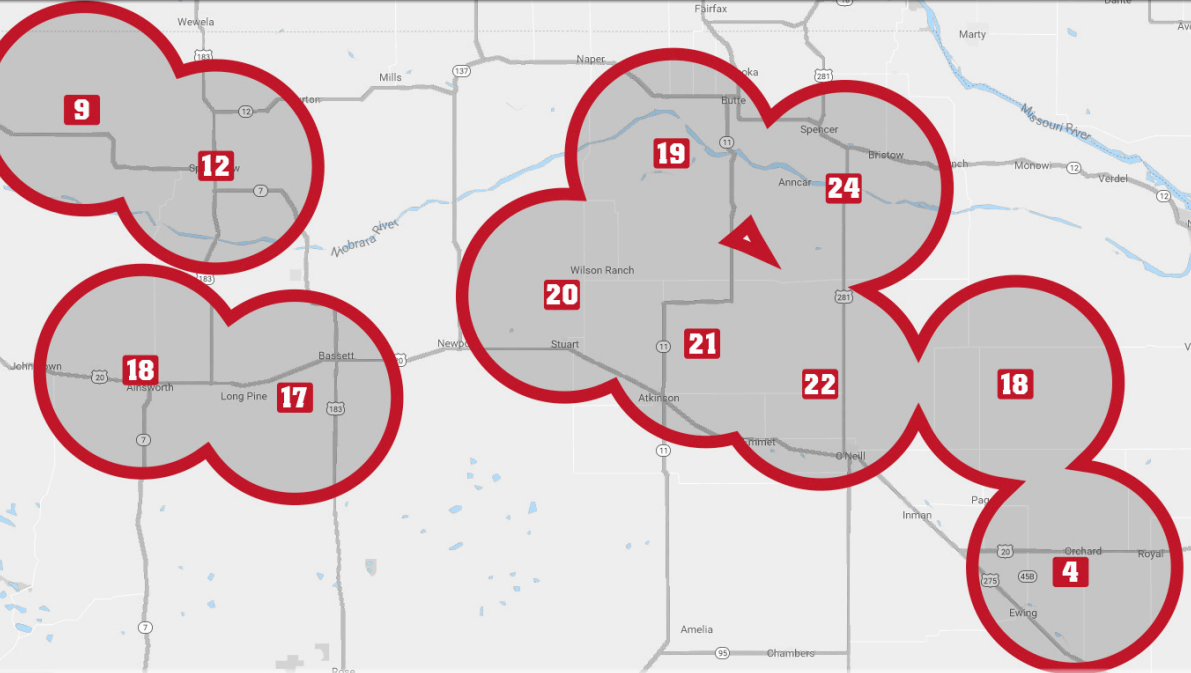 Fairfax
Wewela
183
Marty
Naper
137
Mills
281
9
12
Butte
Missouri River
Spencer
11
19
Bristow
12
Monowi
12
Verdel
12
7
Anncar
24
Niobrara River
183
Wilson Ranch
20
281
11
21
Stuart
Bassett
20
18
20
Ainsworth
Long Pine
17
183
22
18
Atkinson
7
11
Emmet
O'Neill
Inman
20
Orchard
Royal
4
275
45B
Ewing
7
Amelia
95
Chambers